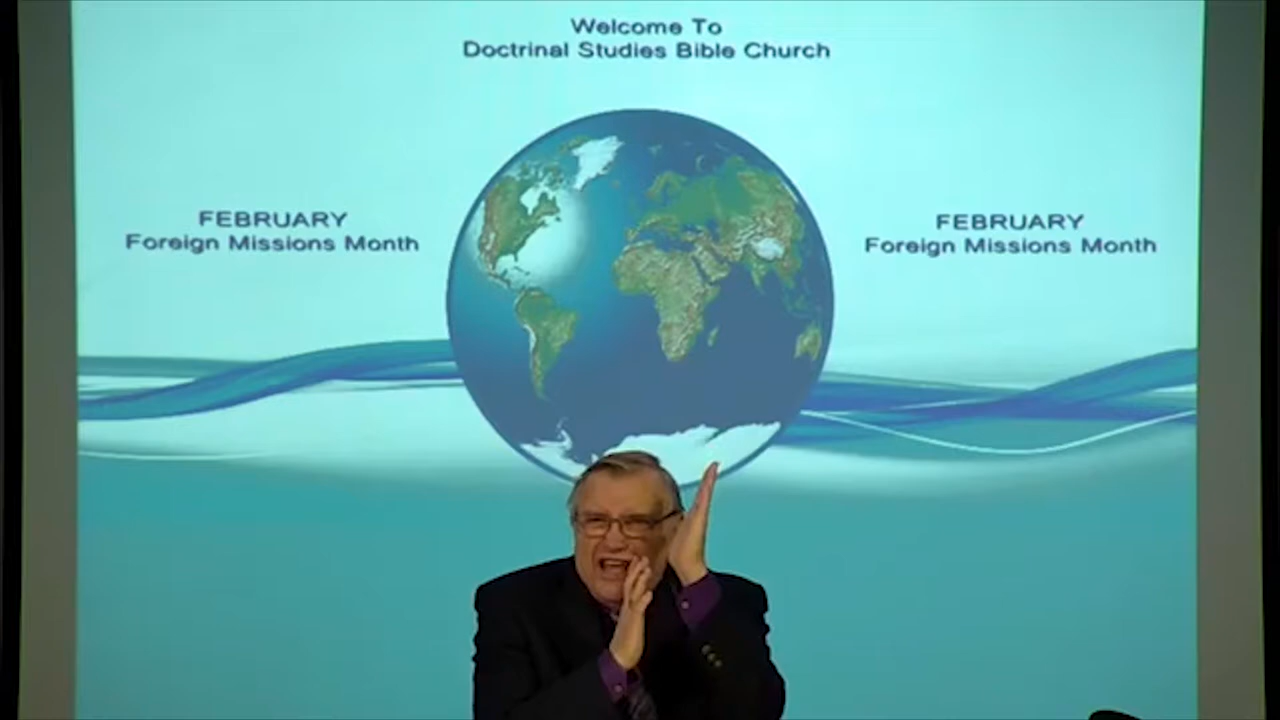 Welcome To
Doctrinal Studies Bible Church
FEBRUARY
Foreign Missions Month
FEBRUARY
Foreign Missions Month